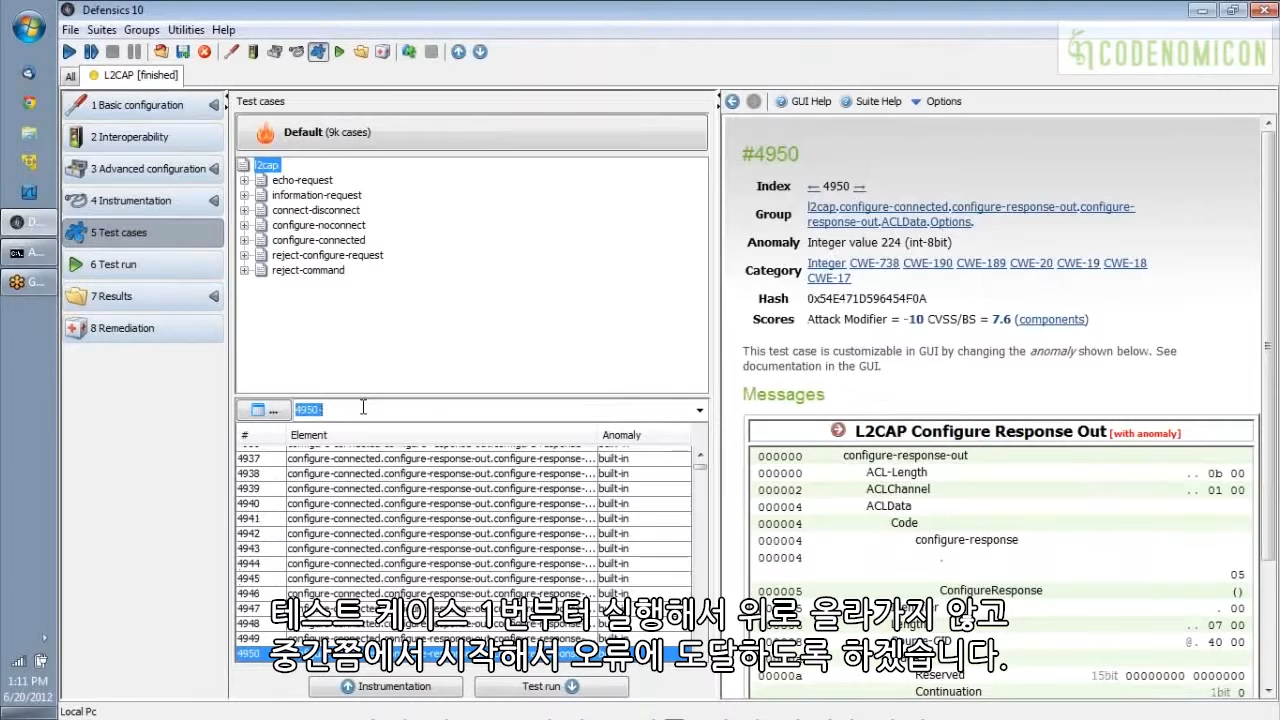 Defensics 10
File Suites Groups Utilities Help
CODENOMICON
All
L2CAP [finished]
1 Basic configuration
2 Interoperability
3 Advanced configuration
4 Instrumentation
5 Test cases
6 Test run
7 Results
8 Remediation
D...
A...
G...
1:11 PM
6/20/2012
Test cases
Default (9k cases)
l2cap
echo-request
information-request
connect-disconnect
configure-noconnect
configure-connected
reject-configure-request
reject-command
... 4950-
# Element Anomaly
4937 configure-connected.configure-response-out.configure-response-... built-in
4938 configure-connected.configure-response-out.configure-response-... built-in
4939 configure-connected.configure-response-out.configure-response-... built-in
4940 configure-connected.configure-response-out.configure-response-... built-in
4941 configure-connected.configure-response-out.configure-response-... built-in
4942 configure-connected.configure-response-out.configure-response-... built-in
4943 configure-connected.configure-response-out.configure-response-... built-in
4944 configure-connected.configure-response-out.configure-response-... built-in
4945 configure-connected.configure-response-out.configure-response-... built-in
4946 configure-connected.configure-response-out.configure-response-... built-in
4947
4948
4949
4950
Instrumentation
Test run
Local Pc
GUI Help Suite Help Options
#4950
Index ← 4950 →
Group l2cap.configure-connected.configure-response-out.configure-
response-out.ACLData.Options.
Anomaly Integer value 224 (int-8bit)
Category Integer CWE-738 CWE-190 CWE-189 CWE-20 CWE-19 CWE-18
CWE-17
Hash 0x54E471D596454F0A
Scores Attack Modifier = -10 CVSS/BS = 7.6 (components)
This test case is customizable in GUI by changing the anomaly shown below. See
documentation in the GUI.
Messages
L2CAP Configure Response Out [with anomaly]
000000 configure-response-out
000000 ACL-Length .. 0b 00
000002 ACLChannel .. 01 00
000004 ACLData
000004 Code
000004 configure-response
000004 .
05
000005 ConfigureResponse ()
. 00
.. 07 00
@. 40 00
00000a Reserved 15bit 00000000 0000000
Continuation 1bit 0
테스트 케이스 1번부터 실행해서 위로 올라가지 않고
중간쯤에서 시작해서 오류에 도달하도록 하겠습니다.